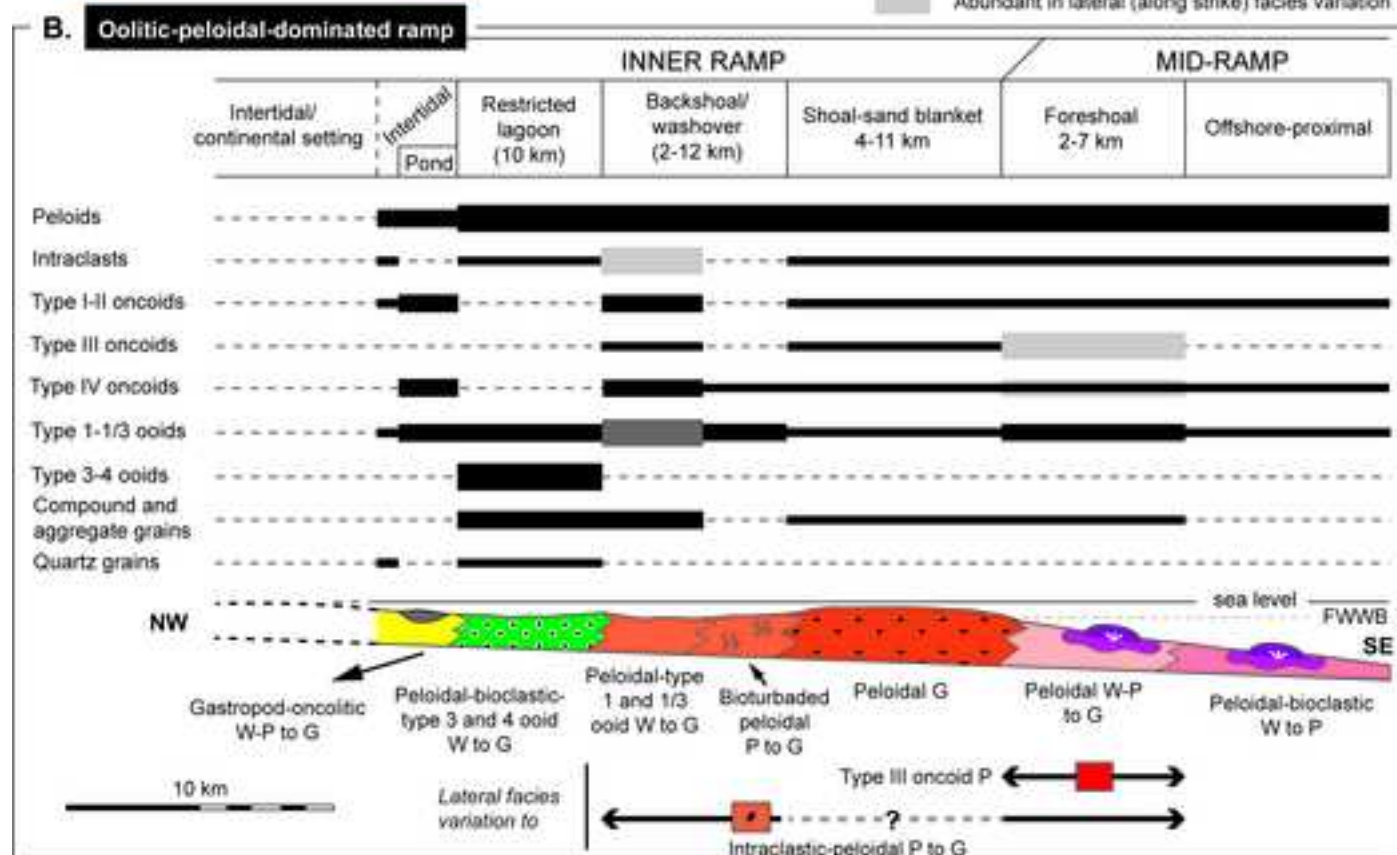 Abundant in lateral (along strike) facies variation
B. Oolitic-peloidal-dominated ramp
INNER RAMP
MID-RAMP
Intertidal/
continental setting
Intertidal
Pond
Restricted
lagoon
(10 km)
Backshoal/
washover
(2-12 km)
Shoal-sand blanket
4-11 km
Foreshoal
2-7 km
Offshore-proximal
Peloids
Intraclasts
Type I-II oncoids
Type III oncoids
Type IV oncoids
Type 1-1/3 ooids
Type 3-4 ooids
Compound and
aggregate grains
Quartz grains
sea level
FWWB
NW
SE
Gastropod-oncolitic
W-P to G
Peloidal-bioclastic-
type 3 and 4 ooid
W to G
Peloidal-type
1 and 1/3
ooid W to G
Bioturbaded
peloidal
P to G
Peloidal G
Peloidal W-P
to G
Peloidal-bioclastic
W to P
10 km
Lateral facies
variation to
Type III oncoid P
?
Intraclastic-peloidal P to G